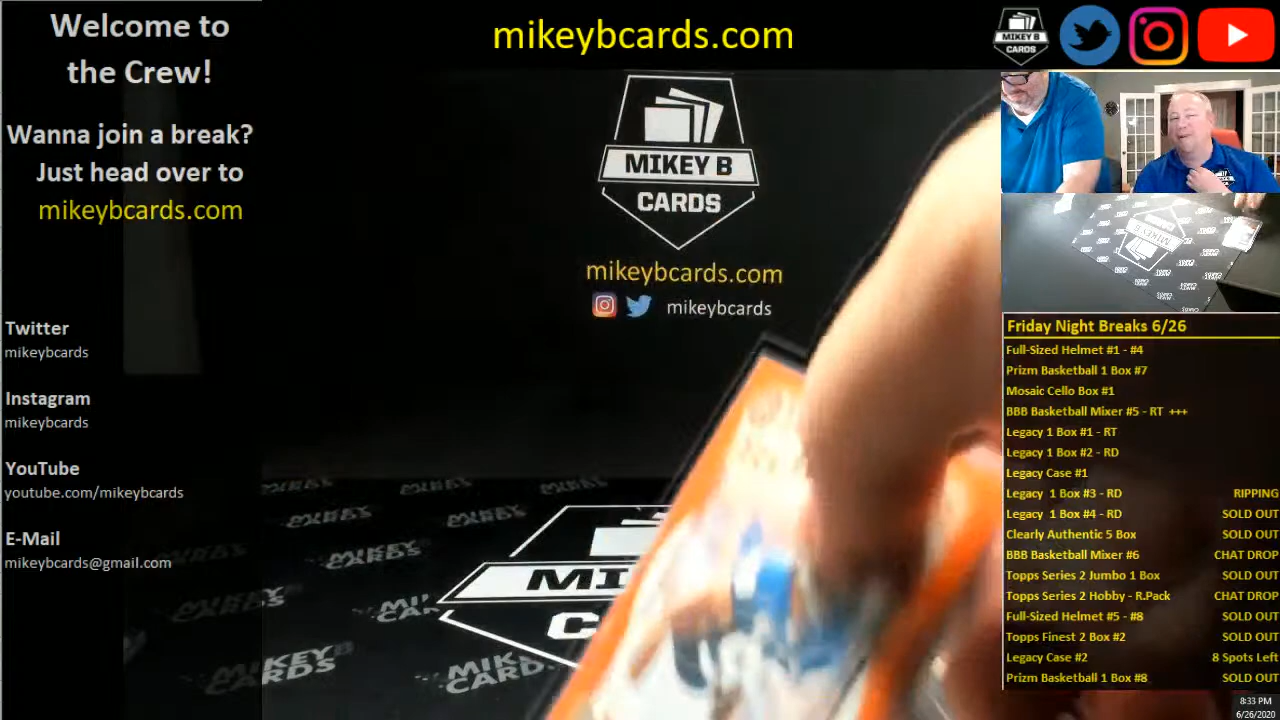 Welcome to
the Crew!
Wanna join a break?
Just head over to
mikeybcards.com
Twitter
mikeybcards
Instagram
mikeybcards
YouTube
youtube.com/mikeybcards
E-Mail
mikeybcards@gmail.com
mikeybcards.com
MIKEY B
CARDS
MIKEY B
CARDS
mikeybcards.com
mikeybcards
Friday Night Breaks 6/26
Full-Sized Helmet #1 - #4
Prizm Basketball 1 Box #7
Mosaic Cello Box #1
BBB Basketball Mixer #5 - RT +++
Legacy 1 Box #1 - RT
Legacy 1 Box #2 - RD
Legacy Case #1
Legacy 1 Box #3 - RD RIPPING
Legacy 1 Box #4 - RD SOLD OUT
Clearly Authentic 5 Box SOLD OUT
BBB Basketball Mixer #6 CHAT DROP
Topps Series 2 Jumbo 1 Box SOLD OUT
Topps Series 2 Hobby - R.Pack CHAT DROP
Full-Sized Helmet #5 - #8 SOLD OUT
Topps Finest 2 Box #2 SOLD OUT
Legacy Case #2 8 Spots Left
Prizm Basketball 1 Box #8 SOLD OUT
8:33 PM
6/26/2020